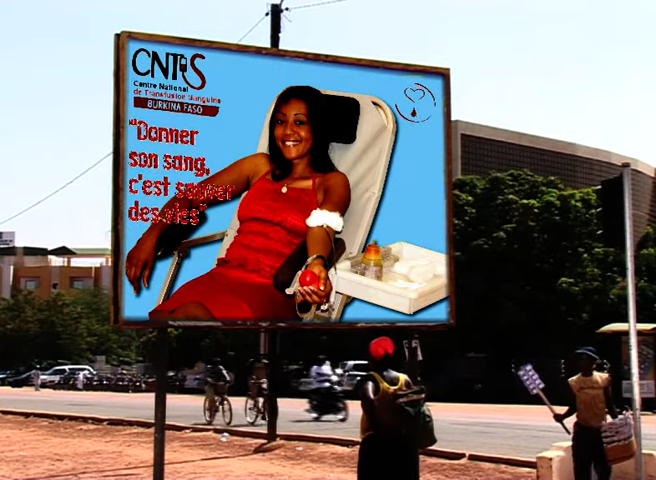 CNTS
Centre National
de Transfusion Sanguine
BURKINA FASO
"Donner
son sang,
c'est sauver
des vies"